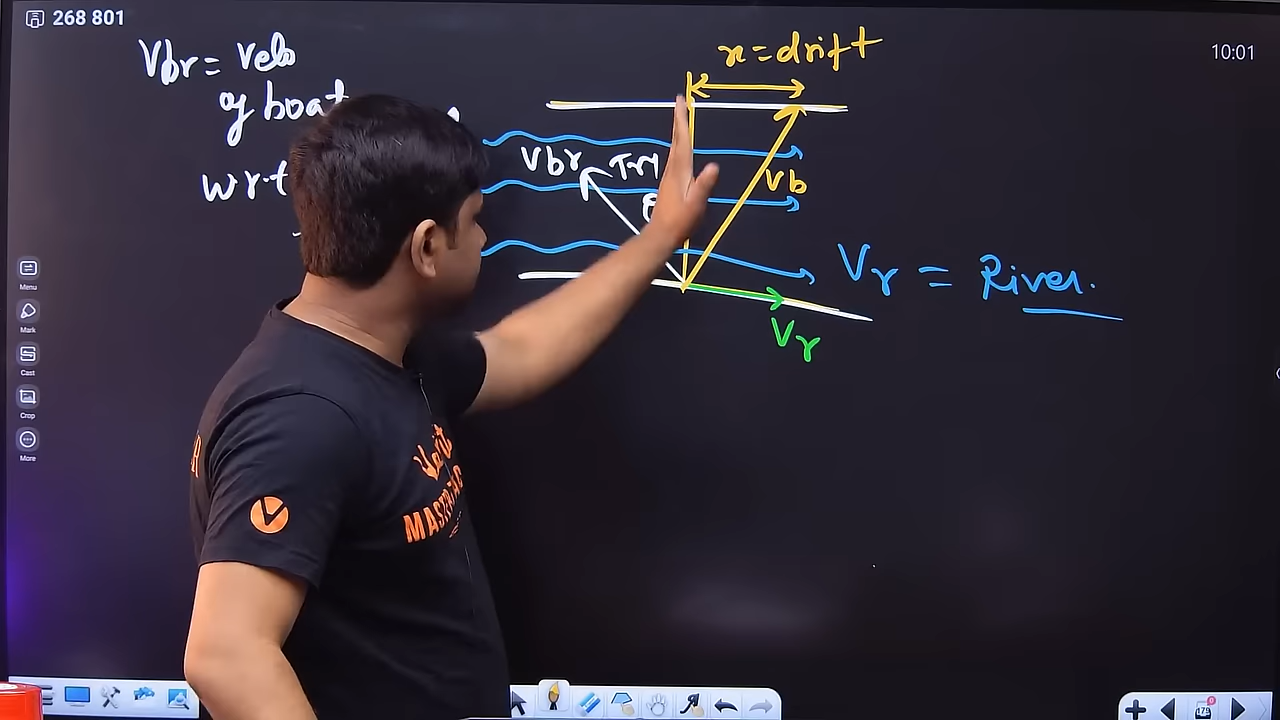 268 801
10:01
Vbr = Velo
of boat
w.r.t
x = drift
Vbr Try
θ
Vb
Vr = River.
Vr
Menu
Mark
Cast
Crop
More